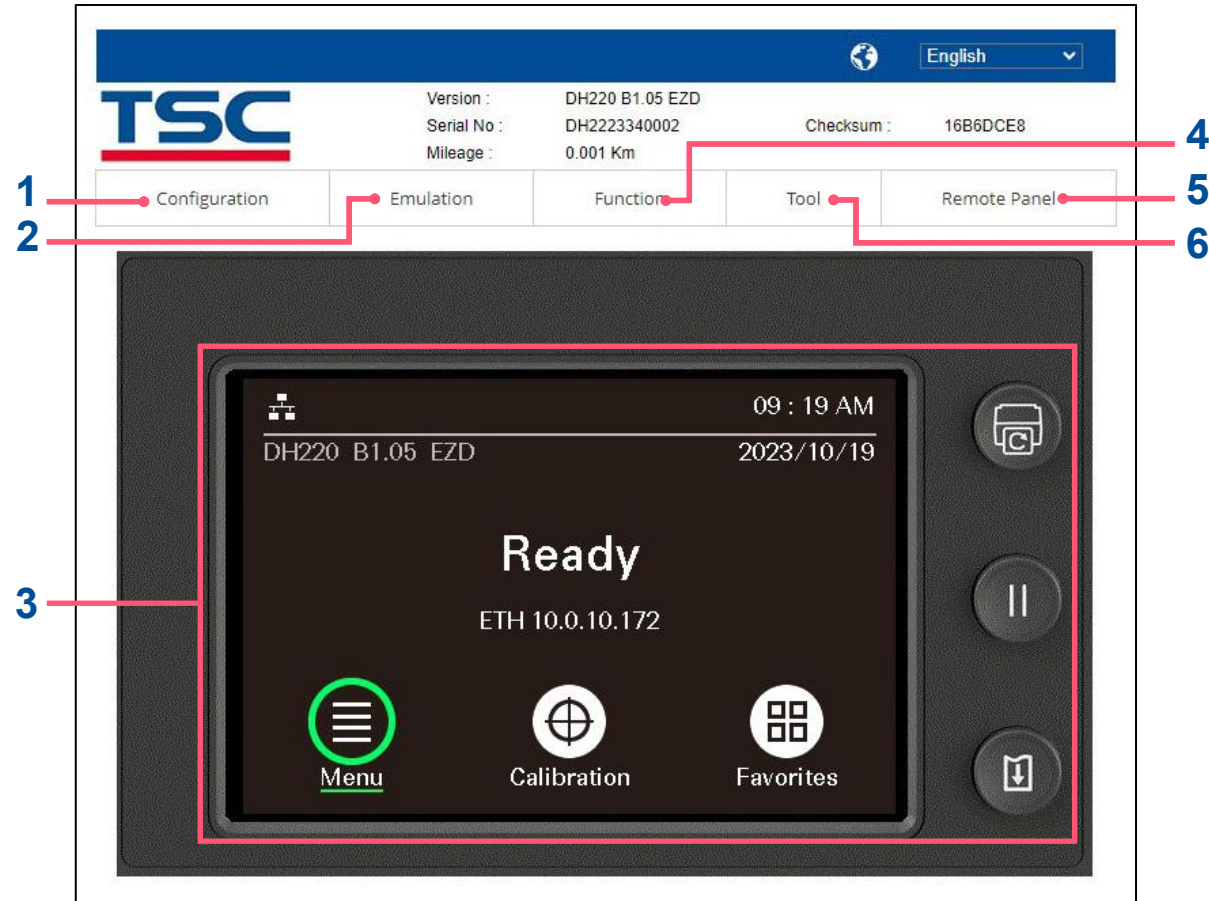 English
TSC
Version : DH220 B1.05 EZD
Serial No : DH2223340002 Checksum : 16B6DCE8
Mileage : 0.001 Km
4
1 Configuration Emulation Function Tool Remote Panel 5
2 6
09 : 19 AM
DH220 B1.05 EZD 2023/10/19
Ready
3
ETH 10.0.10.172
Menu Calibration Favorites